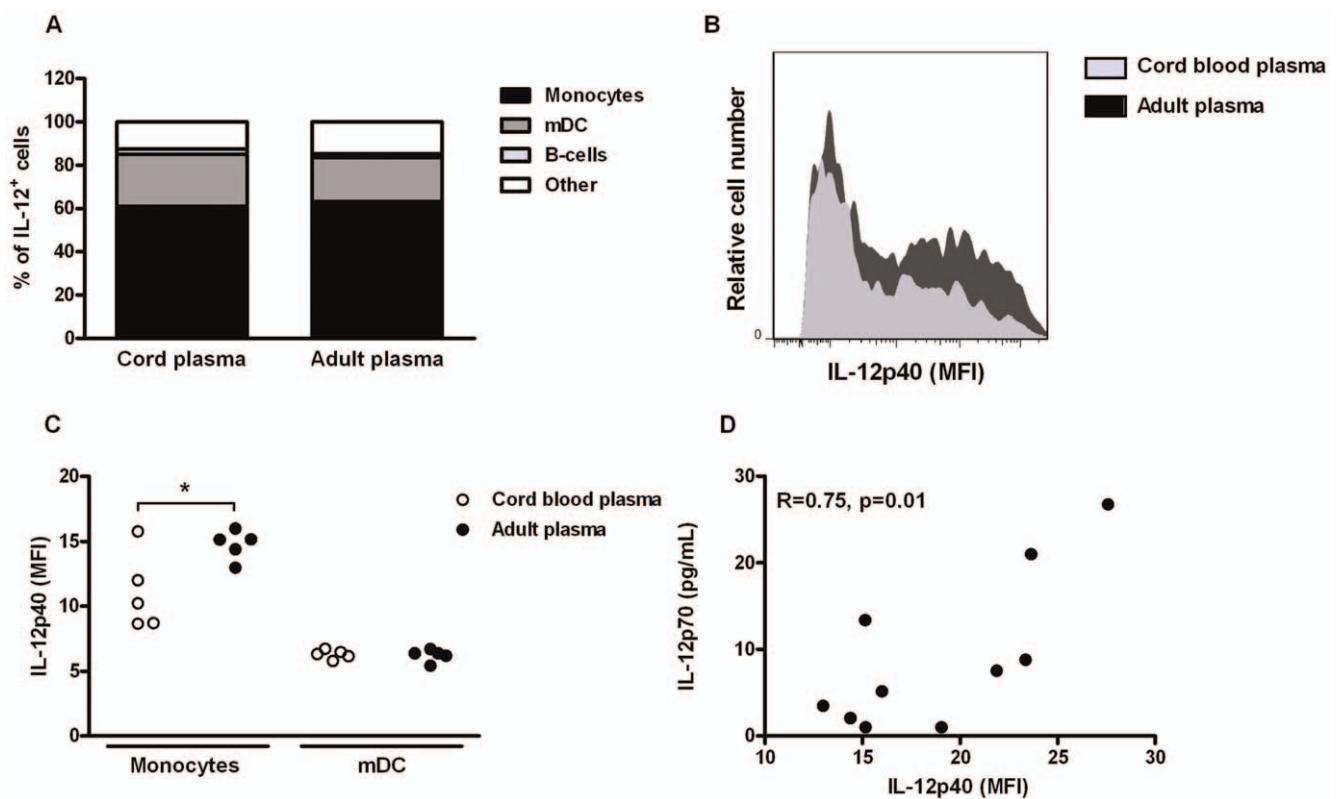 A
% of IL-12+ cells
120
100
80
60
40
20
0
Cord plasma
Adult plasma
Monocytes
mDC
B-cells
Other
B
Relative cell number
0
IL-12p40 (MFI)
Cord blood plasma
Adult plasma
C
IL-12p40 (MFI)
20
15
10
5
0
*
Monocytes
mDC
Cord blood plasma
Adult plasma
D
IL-12p70 (pg/mL)
30
20
10
0
R=0.75, p=0.01
10
15
20
25
30
IL-12p40 (MFI)